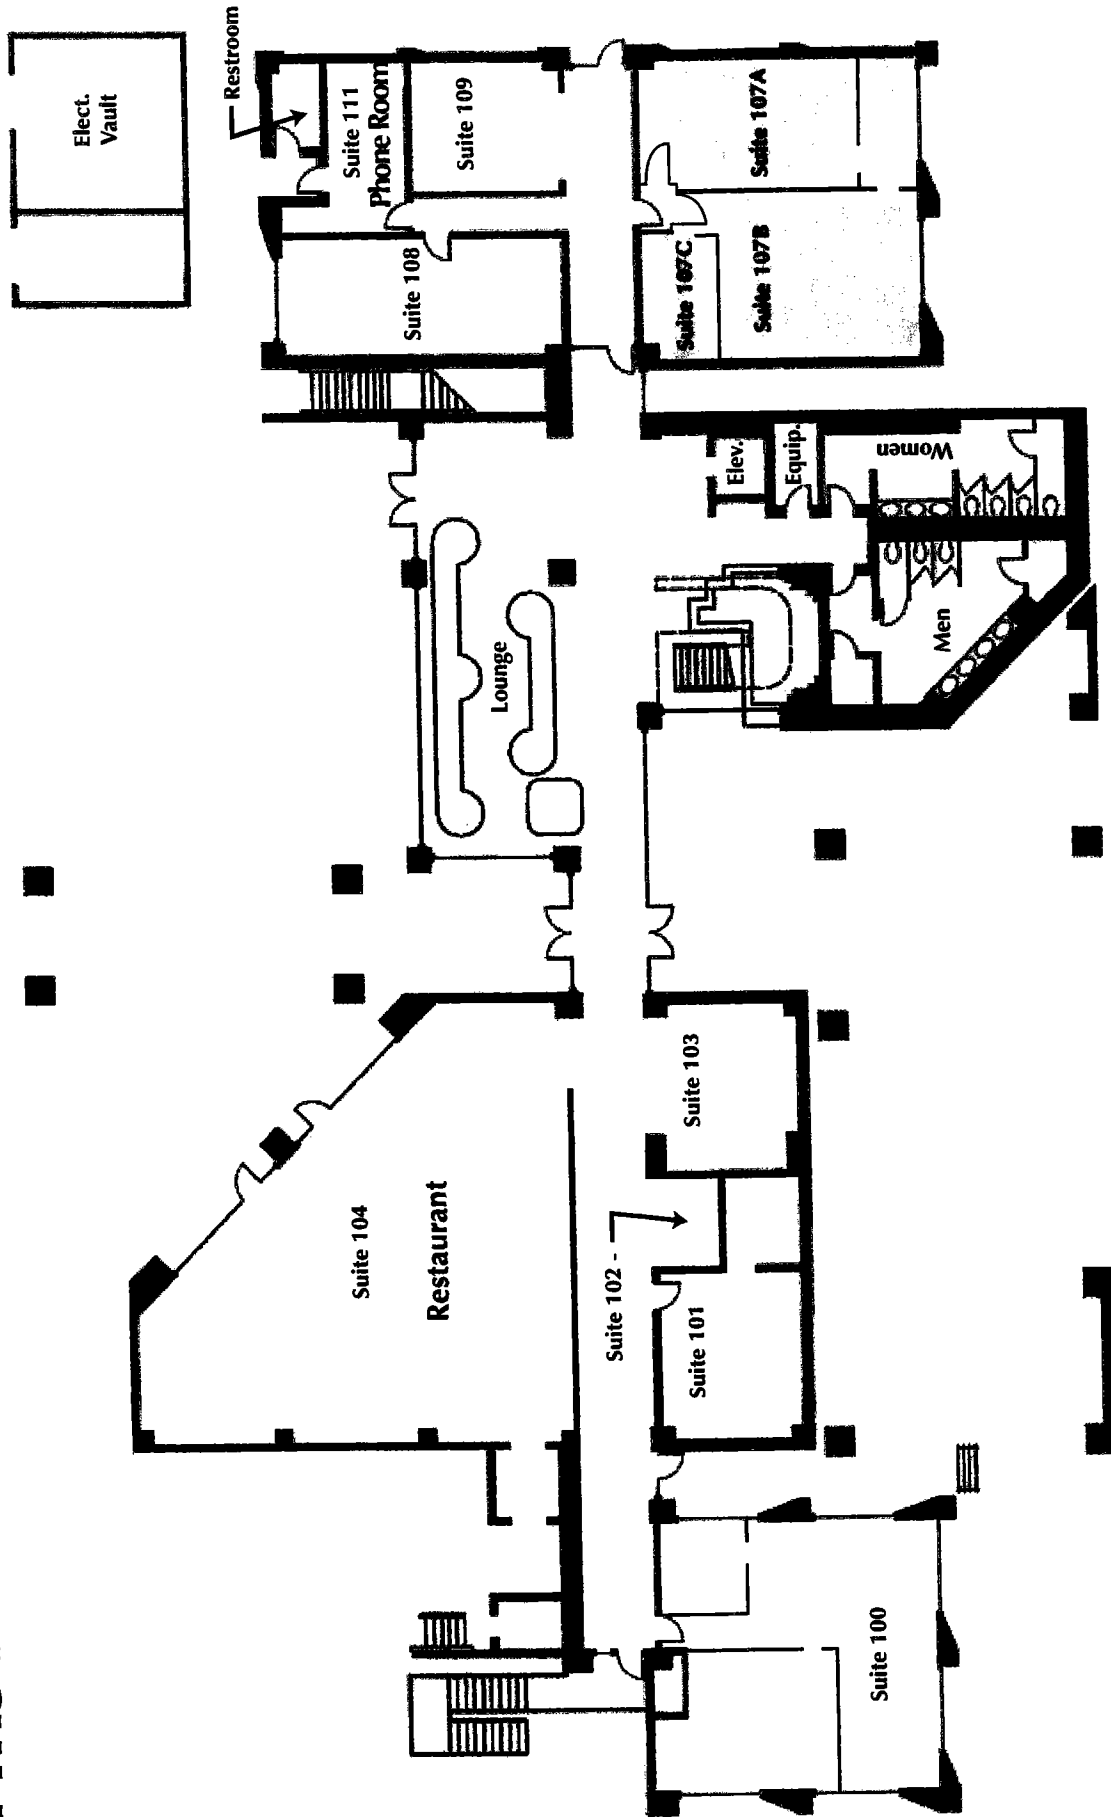 Elect.
Vault
Restroom
Suite 111
Phone Room
Suite 109
Suite 108
Suite 107A
Suite 107B
Suite 107C
Elev.
Equip.
Women
Men
Lounge
Suite 104
Restaurant
Suite 103
Suite 102 -
Suite 101
Suite 100